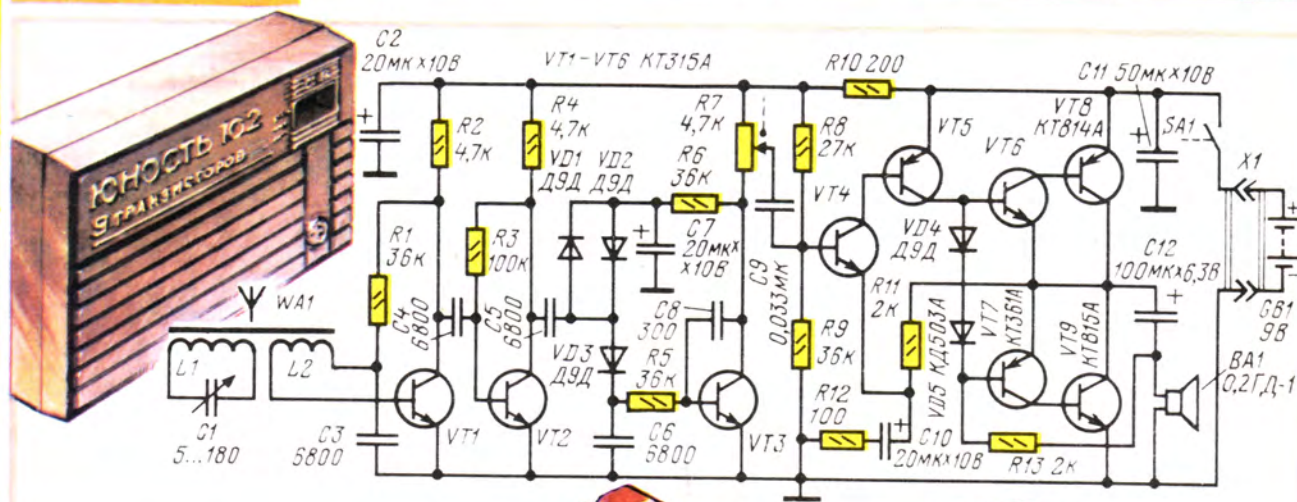 ЮНОСТЬ 102
9 ТРАНЗИСТОРОВ
C2
20МК×10В
VT1-VT6 КТ315А
R10 200
C11 50МК×10В
R2
4,7К
R4
4,7К
VD1
Д9Д
VD2
Д9Д
R7
4,7К
R6
36К
R8
27К
VT5
VT6
VT8
КТ814А
SA1
X1
R1
36К
R3
100К
C7
20МК×
×10В
VT4
VD4
Д9Д
C12
100МК×6,3В
GB1
9В
WA1
L1
L2
C4
6800
C5
6800
VD3
Д9Д
C8
300
R5
36К
C9
0,033МК
R9
36К
R11
2К
VD5 КД503А
VT7
КТ361А
VT9
КТ815А
BA1
0,2ГД-1
C1
5...180
C3
6800
VT1
VT2
C6
6800
VT3
R12
100
C10
20МК×10В
R13 2К